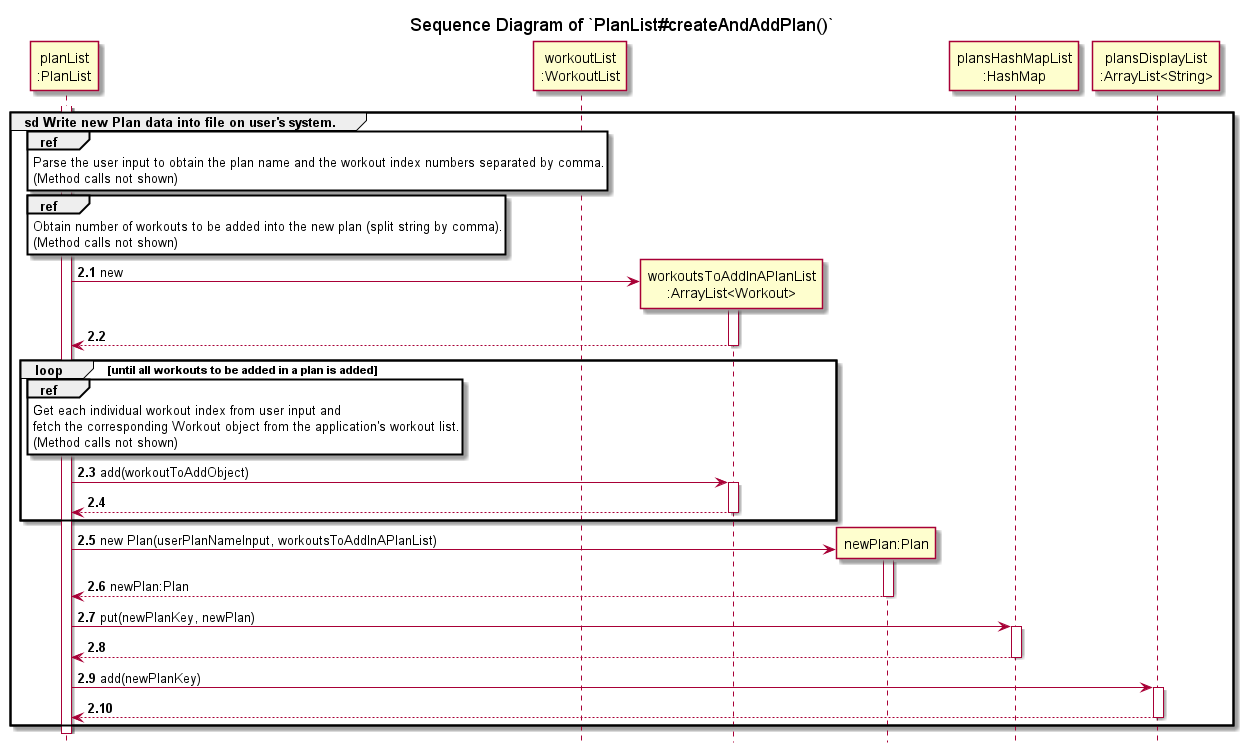 Sequence Diagram of `PlanList#createAndAddPlan()`
planList
:PlanList
workoutList
:WorkoutList
plansHashMapList
:HashMap
plansDisplayList
:ArrayList<String>
sd Write new Plan data into file on user's system.
ref
Parse the user input to obtain the plan name and the workout index numbers separated by comma.
(Method calls not shown)
ref
Obtain number of workouts to be added into the new plan (split string by comma).
(Method calls not shown)
2.1 new
workoutsToAddInAPlanList
:ArrayList<Workout>
2.2
loop [until all workouts to be added in a plan is added]
ref
Get each individual workout index from user input and
fetch the corresponding Workout object from the application's workout list.
(Method calls not shown)
2.3 add(workoutToAddObject)
2.4
2.5 new Plan(userPlanNameInput, workoutsToAddInAPlanList)
newPlan:Plan
2.6 newPlan:Plan
2.7 put(newPlanKey, newPlan)
2.8
2.9 add(newPlanKey)
2.10